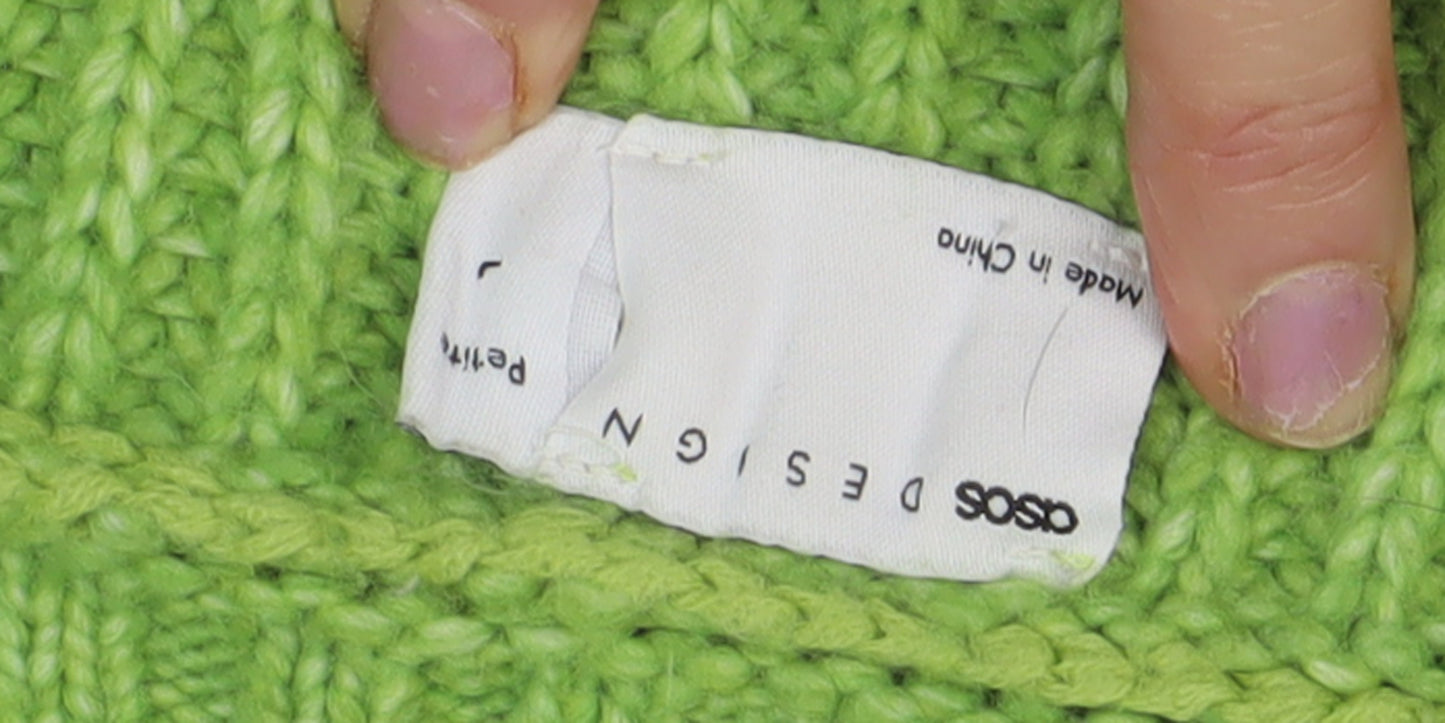 asos DESIGN
Made in China
Petite